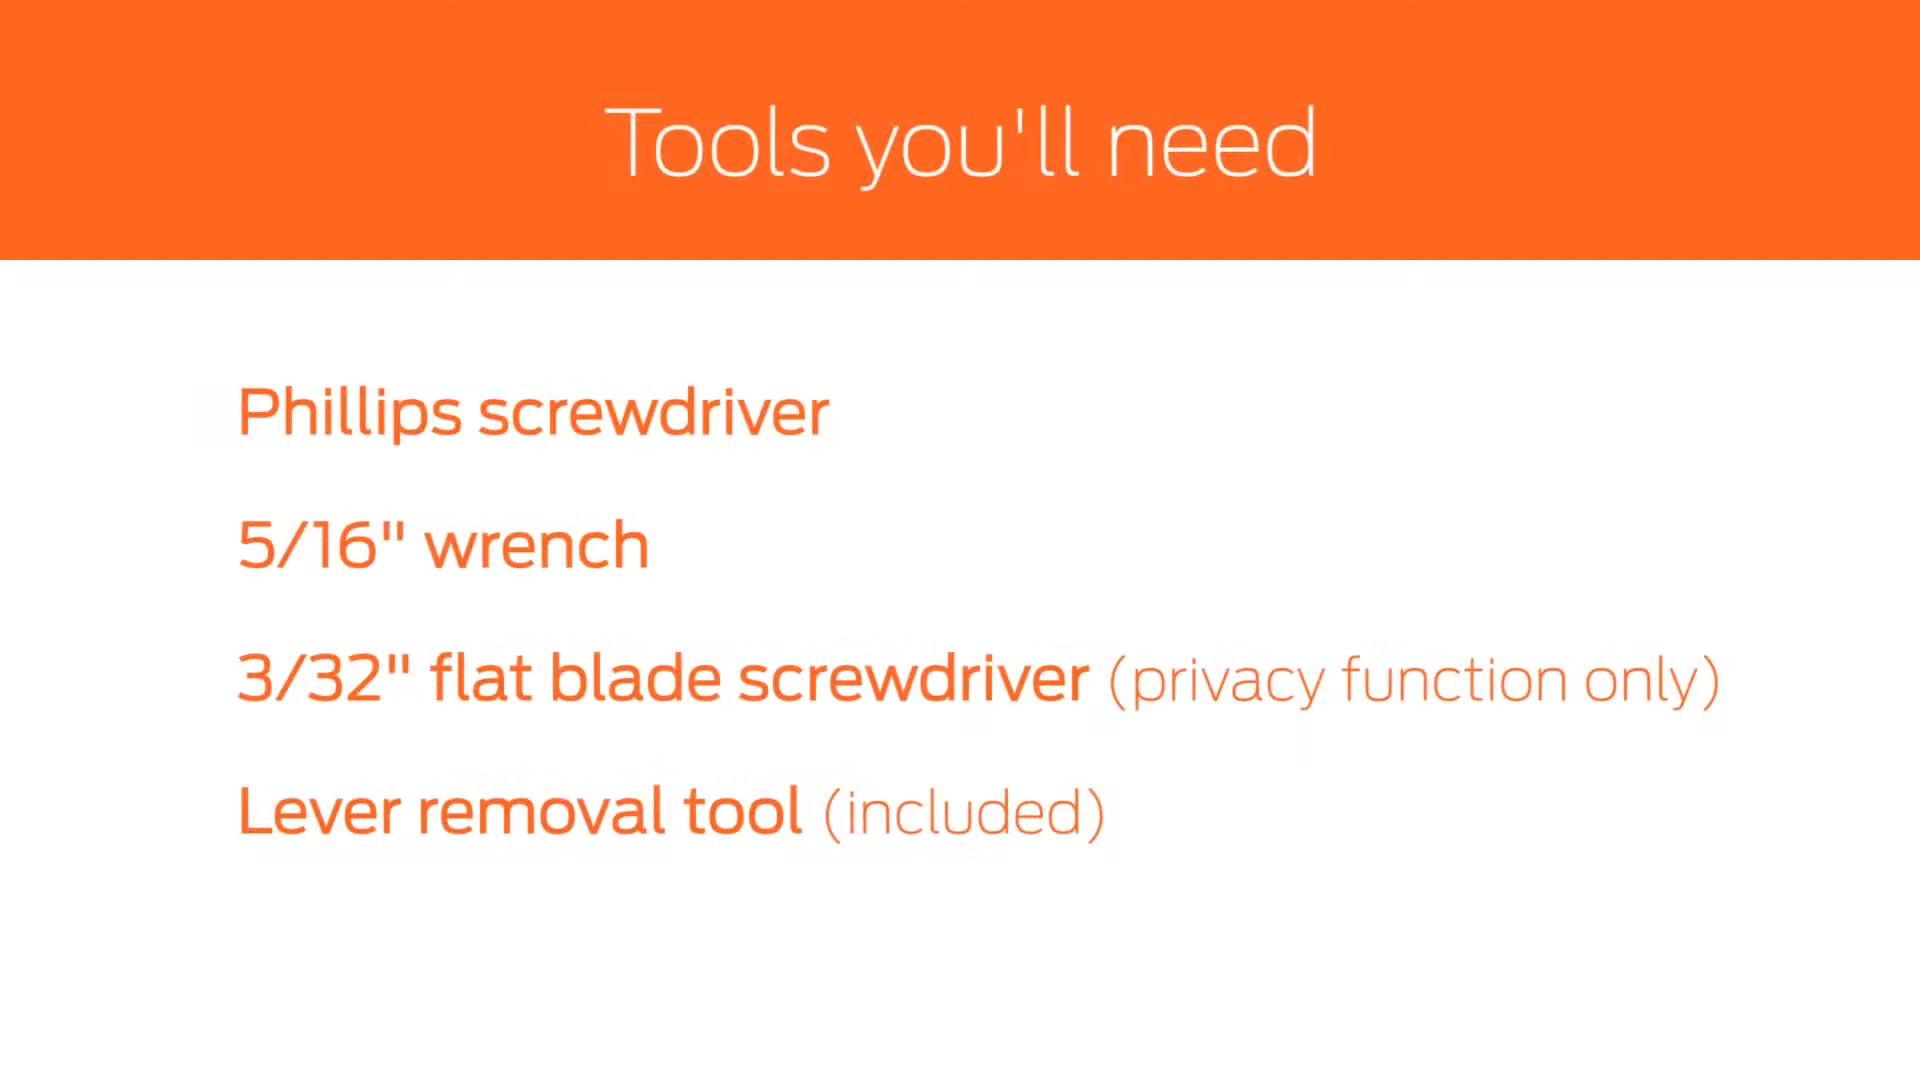 Tools you'll need
Phillips screwdriver
5/16" wrench
3/32" flat blade screwdriver (privacy function only)
Lever removal tool (included)